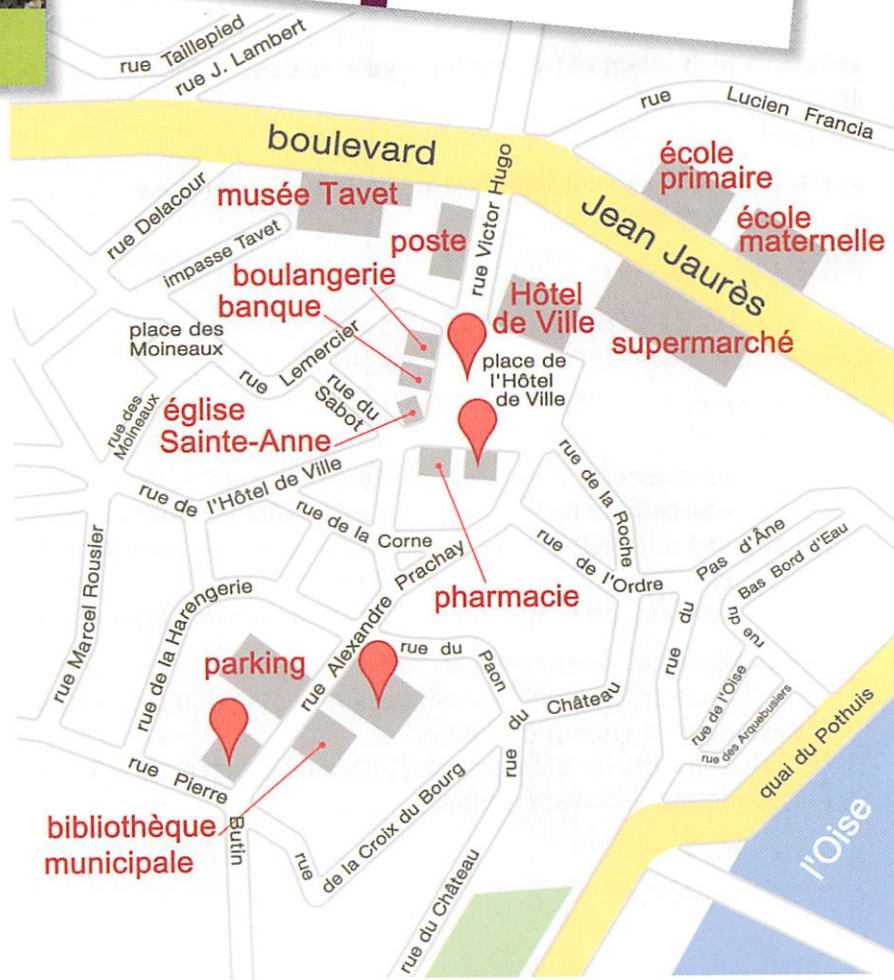 rue Taillepied
rue J. Lambert
rue Lucien Francia
boulevard
Jean Jaurès
école
primaire
école
maternelle
musée Tavet
rue Delacour
impasse Tavet
poste
rue Victor Hugo
boulangerie
banque
Hôtel
de Ville
supermarché
place des
Moineaux
rue Lemercier
place de
l'Hôtel
de Ville
rue du
Sabot
rue des
Moineaux
église
Sainte-Anne
rue de l'Hôtel de Ville
rue de la Roche
rue de la Corne
rue de l'Ordre
rue du Pas d'Âne
rue du Bas Bord d'Eau
rue Marcel Rousier
rue de la Harengerie
rue Alexandre Prachay
pharmacie
parking
rue du Paon
rue du Château
rue de l'Oise
rue des Arquebusiers
quai du Pothuis
l'Oise
rue Pierre Butin
bibliothèque
municipale
rue de la Croix du Bourg
rue du Château